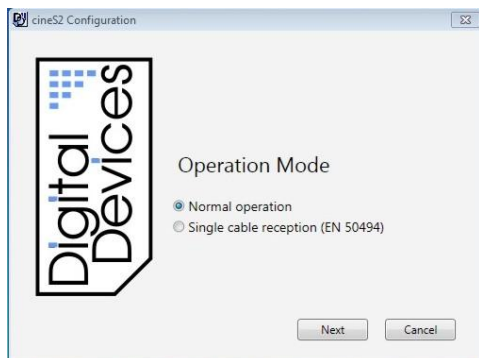 cineS2 Configuration
Digital
Devices
Operation Mode
Normal operation
Single cable reception (EN 50494)
Next
Cancel